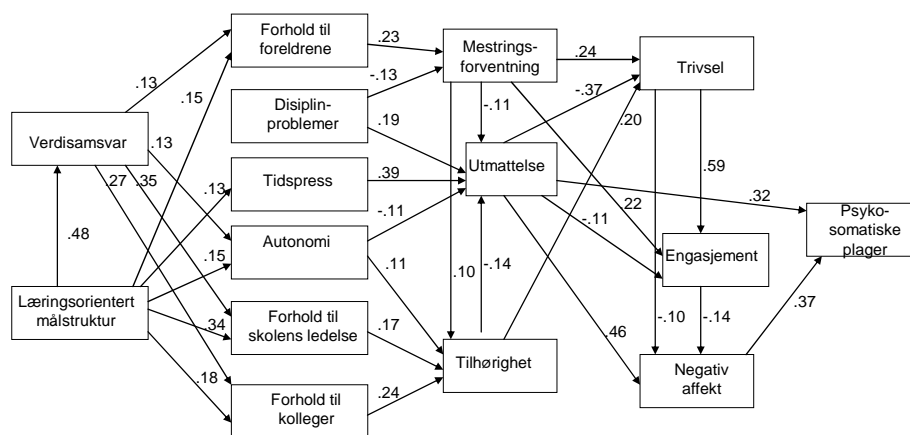 Forhold til
foreldrene
.23
Mestrings-
forventning
.24
Trivsel
-.13
.13
.15
Disiplin-
problemer
-.11
-.37
.20
.19
Verdisamsvar
.13
Utmattelse
.27
.35
.13
Tidspress
.39
.59
.32
.22
Psyko-
somatiske
plager
-.11
-.11
.48
Autonomi
Engasjement
.15
.11
.10
-.14
Læringsorientert
målstruktur
Forhold til
skolens ledelse
.34
.17
.46
-.10
-.14
.37
Tilhørighet
Negativ
affekt
.18
Forhold til
kolleger
.24